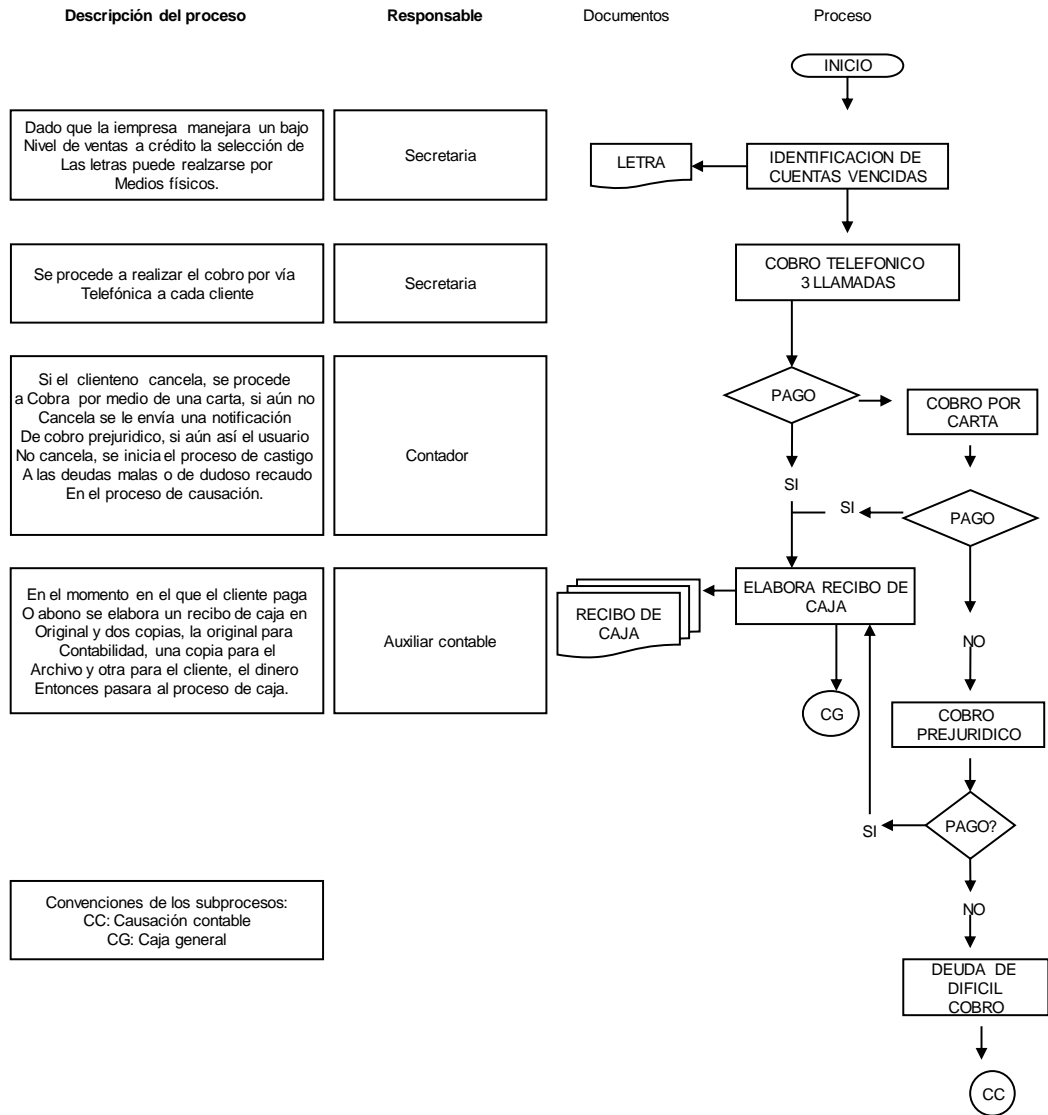 Descripción del proceso
Responsable
Documentos
Proceso
INICIO
Dado que la iempresa manejara un bajo
Nivel de ventas a crédito la selección de
Las letras puede realzarse por
Medios físicos.
Secretaria
LETRA
IDENTIFICACION DE
CUENTAS VENCIDAS
Se procede a realizar el cobro por vía
Telefónica a cada cliente
Secretaria
COBRO TELEFONICO
3 LLAMADAS
Si el clienteno cancela, se procede
a Cobra por medio de una carta, si aún no
Cancela se le envía una notificación
De cobro prejuridico, si aún así el usuario
No cancela, se inicia el proceso de castigo
A las deudas malas o de dudoso recaudo
En el proceso de causación.
Contador
PAGO
COBRO POR
CARTA
SI
SI
PAGO
En el momento en el que el cliente paga
O abono se elabora un recibo de caja en
Original y dos copias, la original para
Contabilidad, una copia para el
Archivo y otra para el cliente, el dinero
Entonces pasara al proceso de caja.
Auxiliar contable
RECIBO DE
CAJA
ELABORA RECIBO DE
CAJA
NO
CG
COBRO
PREJURIDICO
SI
PAGO?
Convenciones de los subprocesos:
CC: Causación contable
CG: Caja general
NO
DEUDA DE
DIFICIL
COBRO
CC